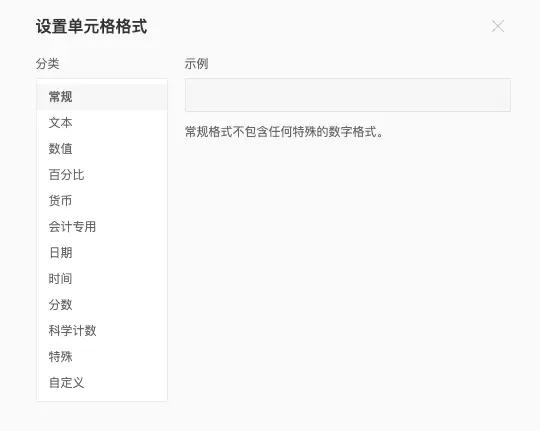 设置单元格格式
分类
示例
常规
常规格式不包含任何特殊的数字格式。
文本
数值
百分比
货币
会计专用
日期
时间
分数
科学计数
特殊
自定义